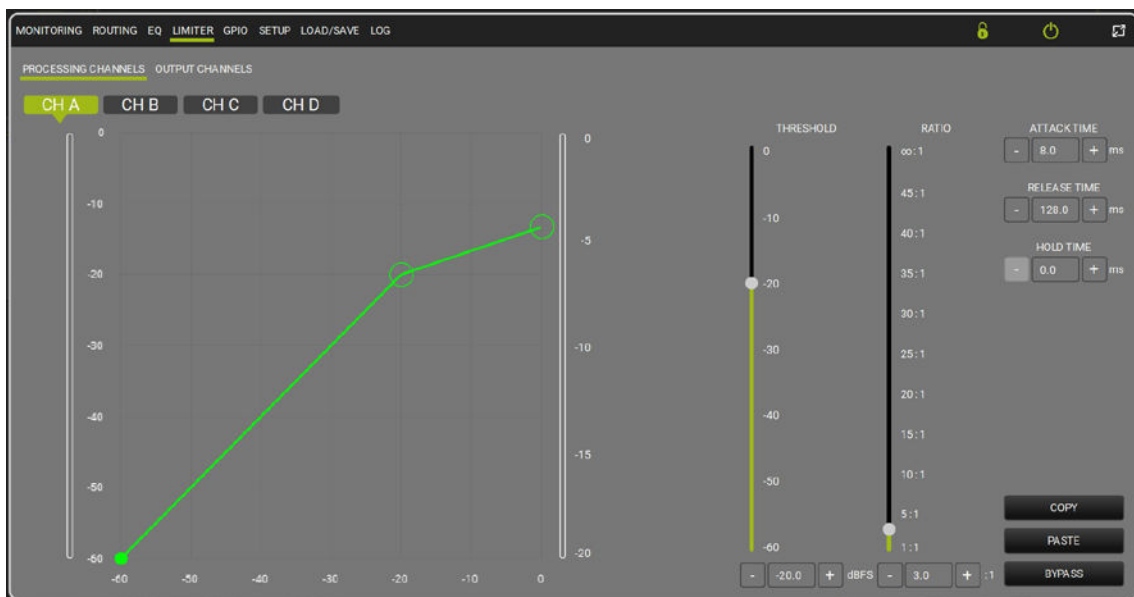 MONITORING ROUTING EQ LIMITER GPIO SETUP LOAD/SAVE LOG
PROCESSING CHANNELS OUTPUT CHANNELS
CH A CH B CH C CH D
0
-10
-20
-30
-40
-50
-60
-60 -50 -40 -30 -20 -10 0
0
-5
-10
-15
-20
THRESHOLD
0
-10
-20
-30
-40
-50
-60
- -20.0 + dBFS
RATIO
∞:1
45:1
40:1
35:1
30:1
25:1
20:1
15:1
10:1
5:1
1:1
- 3.0 + :1
ATTACK TIME
- 8.0 + ms
RELEASE TIME
- 128.0 + ms
HOLD TIME
- 0.0 + ms
COPY
PASTE
BYPASS